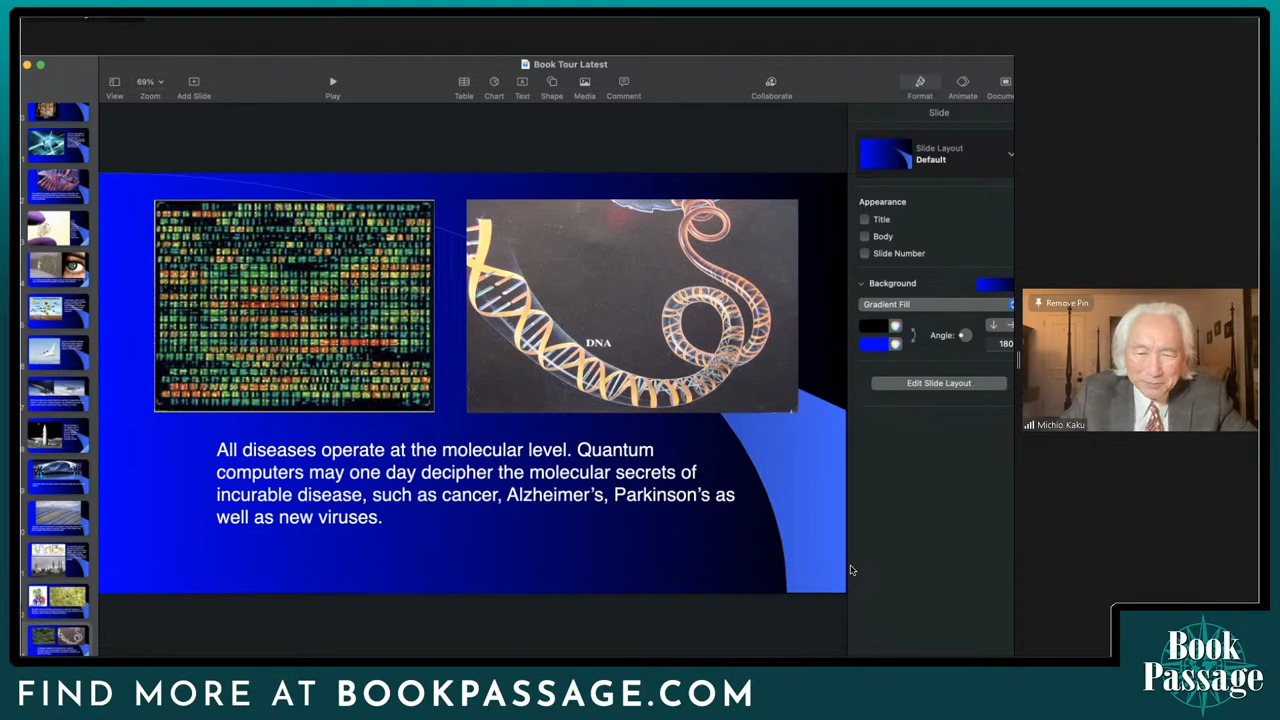 Book Tour Latest
69%
View
Zoom
Add Slide
Play
Table
Chart
Text
Shape
Media
Comment
Collaborate
Format
Animate
Docum
Slide
Slide Layout
Default
Appearance
Title
Body
Slide Number
Background
Gradient Fill
Angle:
180
Edit Slide Layout
DNA
All diseases operate at the molecular level. Quantum
computers may one day decipher the molecular secrets of
incurable disease, such as cancer, Alzheimer's, Parkinson's as
well as new viruses.
Remove Pin
Michio Kaku
FIND MORE AT BOOKPASSAGE.COM
Book
Passage